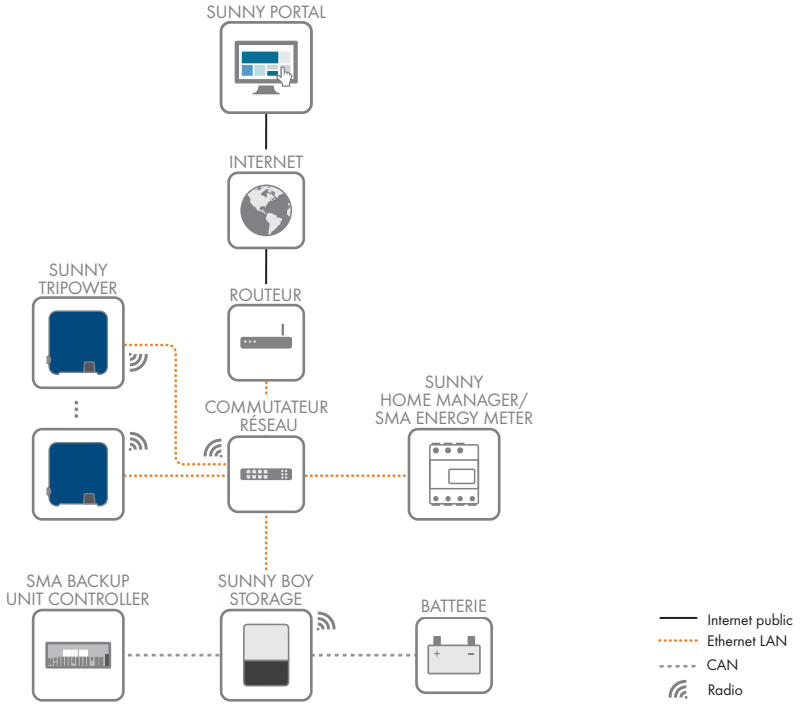 SUNNY PORTAL
INTERNET
SUNNY
TRIPOWER
ROUTEUR
COMMUTATEUR
RÉSEAU
SUNNY
HOME MANAGER/
SMA ENERGY METER
SMA BACKUP
UNIT CONTROLLER
SUNNY BOY
STORAGE
BATTERIE
+ −
Internet public
Ethernet LAN
CAN
Radio